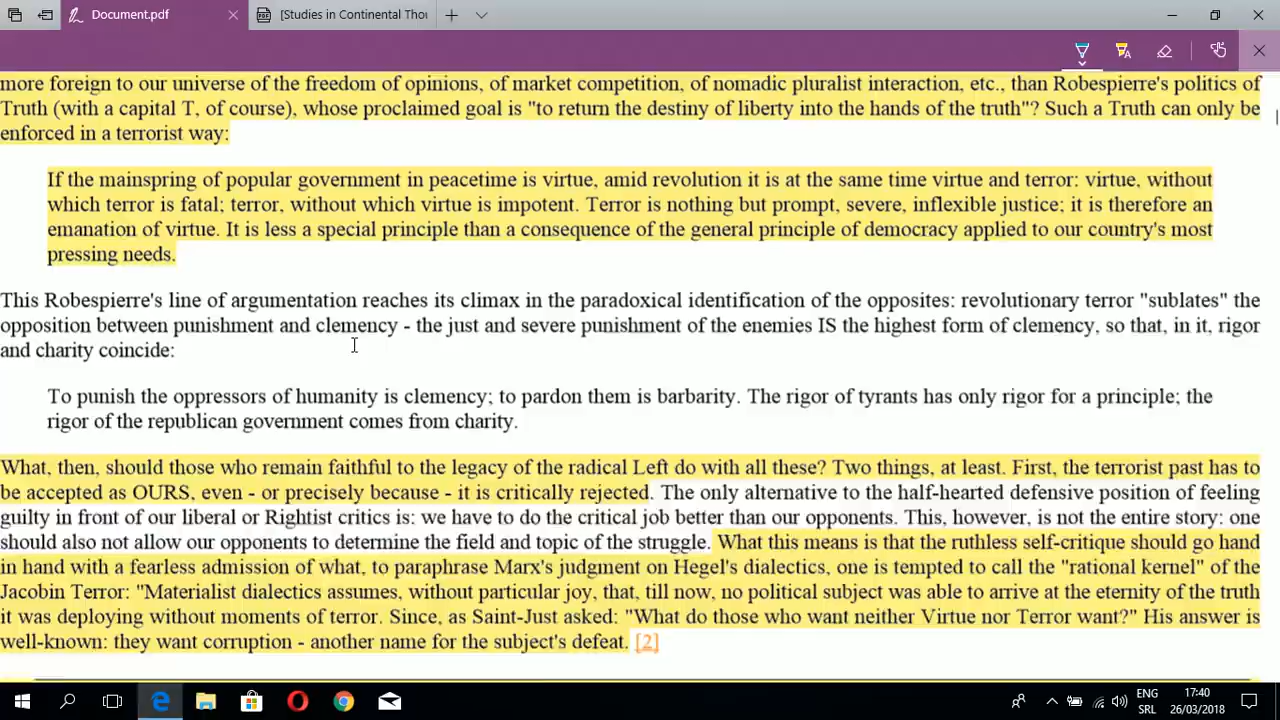 Document.pdf
[Studies in Continental Thou
more foreign to our universe of the freedom of opinions, of market competition, of nomadic pluralist interaction, etc., than Robespierre's politics of
Truth (with a capital T, of course), whose proclaimed goal is "to return the destiny of liberty into the hands of the truth"? Such a Truth can only be
enforced in a terrorist way:
If the mainspring of popular government in peacetime is virtue, amid revolution it is at the same time virtue and terror: virtue, without
which terror is fatal; terror, without which virtue is impotent. Terror is nothing but prompt, severe, inflexible justice; it is therefore an
emanation of virtue. It is less a special principle than a consequence of the general principle of democracy applied to our country's most
pressing needs.
This Robespierre's line of argumentation reaches its climax in the paradoxical identification of the opposites: revolutionary terror "sublates" the
opposition between punishment and clemency - the just and severe punishment of the enemies IS the highest form of clemency, so that, in it, rigor
and charity coincide:
To punish the oppressors of humanity is clemency; to pardon them is barbarity. The rigor of tyrants has only rigor for a principle; the
rigor of the republican government comes from charity.
What, then, should those who remain faithful to the legacy of the radical Left do with all these? Two things, at least. First, the terrorist past has to
be accepted as OURS, even - or precisely because - it is critically rejected. The only alternative to the half-hearted defensive position of feeling
guilty in front of our liberal or Rightist critics is: we have to do the critical job better than our opponents. This, however, is not the entire story: one
should also not allow our opponents to determine the field and topic of the struggle. What this means is that the ruthless self-critique should go hand
in hand with a fearless admission of what, to paraphrase Marx's judgment on Hegel's dialectics, one is tempted to call the "rational kernel" of the
Jacobin Terror: "Materialist dialectics assumes, without particular joy, that, till now, no political subject was able to arrive at the eternity of the truth
it was deploying without moments of terror. Since, as Saint-Just asked: "What do those who want neither Virtue nor Terror want?" His answer is
well-known: they want corruption - another name for the subject's defeat. [2]
ENG
SRL
17:40
26/03/2018